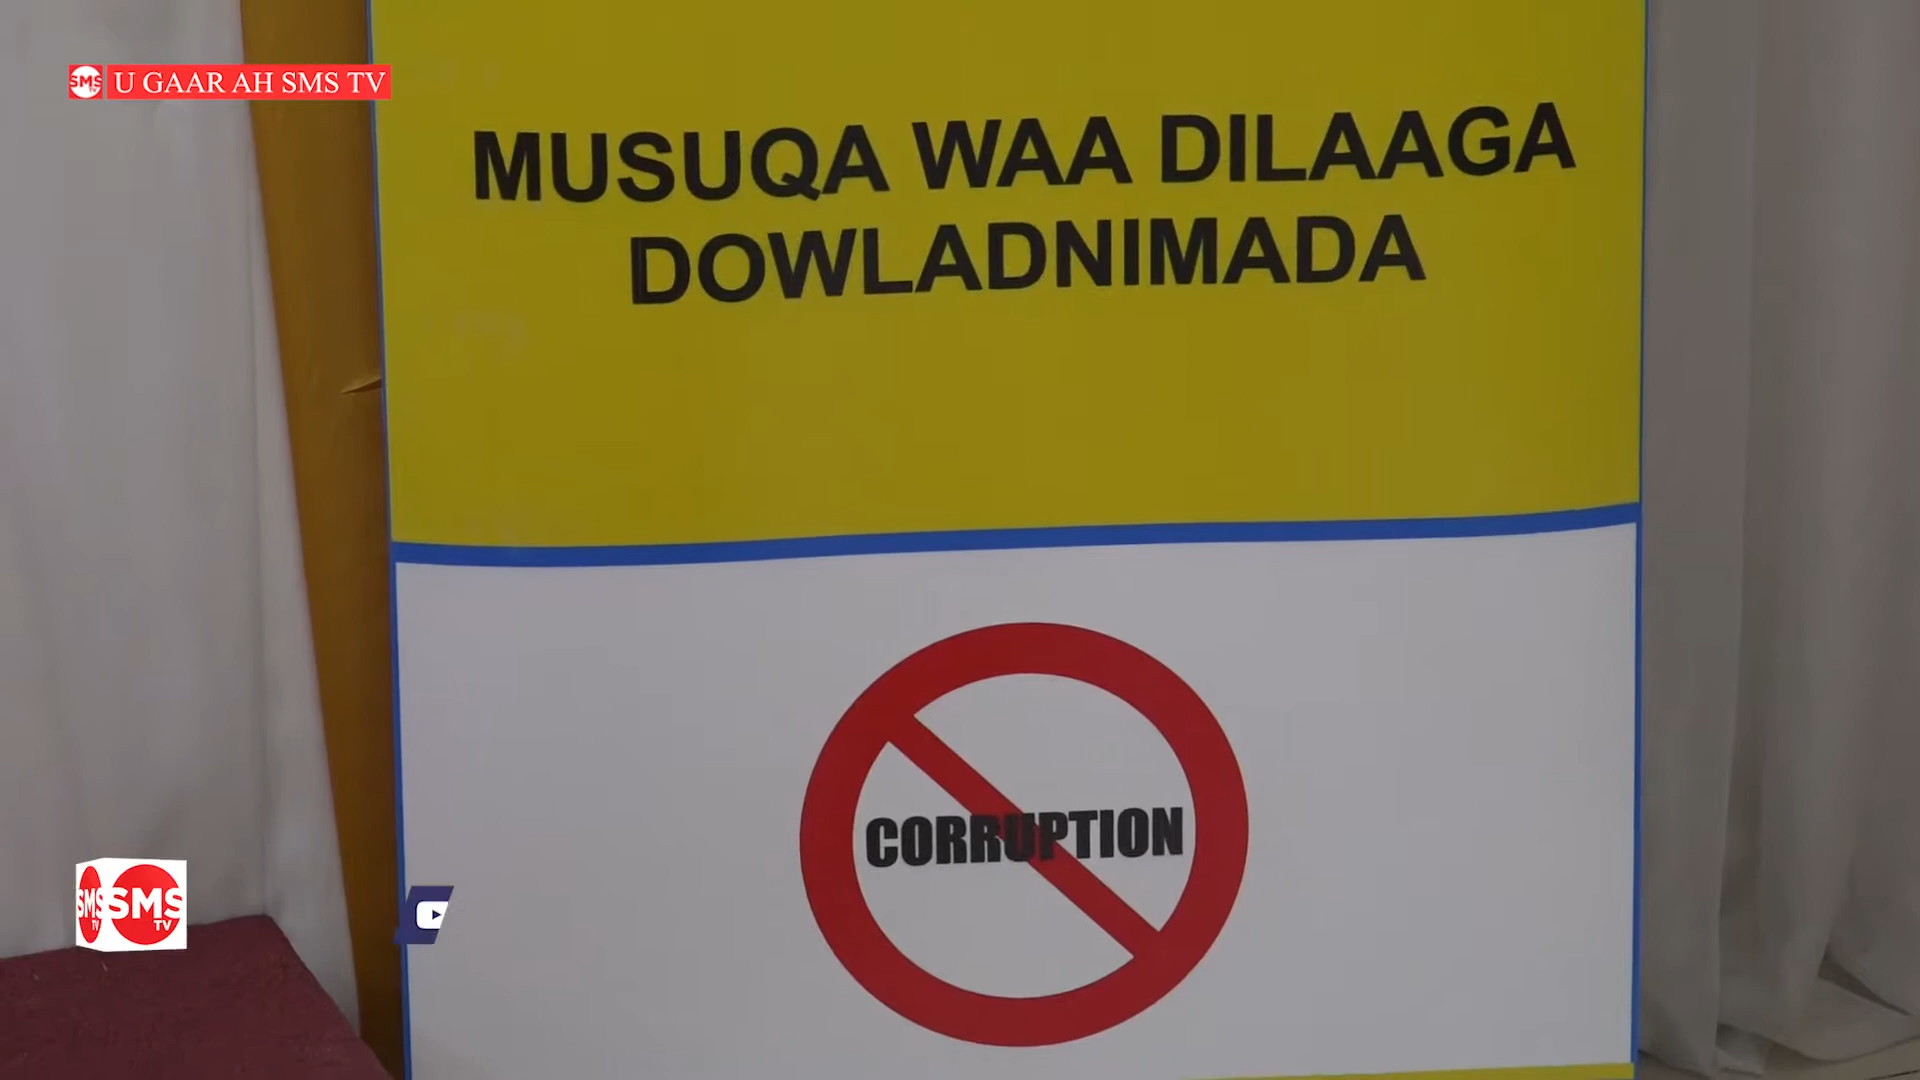 SMS U GAAR AH SMS TV
MUSUQA WAA DILAAGA
DOWLADNIMADA
CORRUPTION
SMS
TV
SMS
TV